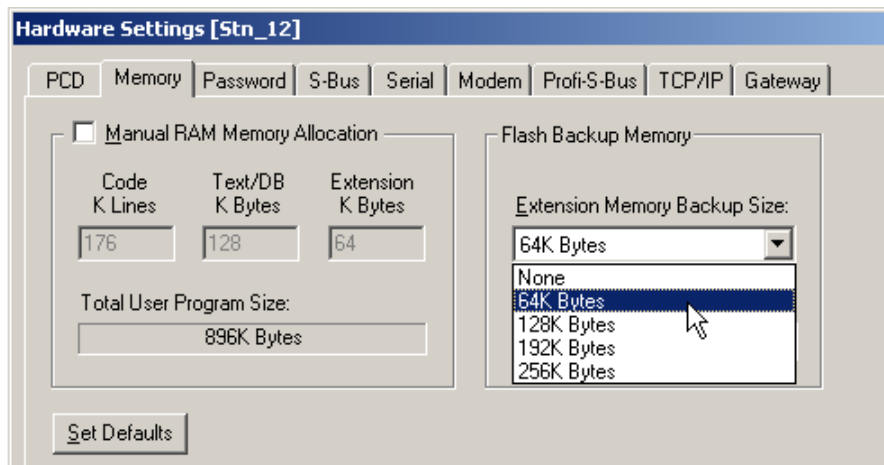 Hardware Settings [Stn_12]
PCD Memory Password S-Bus Serial Modem Profi-S-Bus TCP/IP Gateway
Manual RAM Memory Allocation
Code Text/DB Extension
K Lines K Bytes K Bytes
176 128 64
Total User Program Size:
896K Bytes
Flash Backup Memory
Extension Memory Backup Size:
64K Bytes
None
64K Bytes
128K Bytes
192K Bytes
256K Bytes
Set Defaults